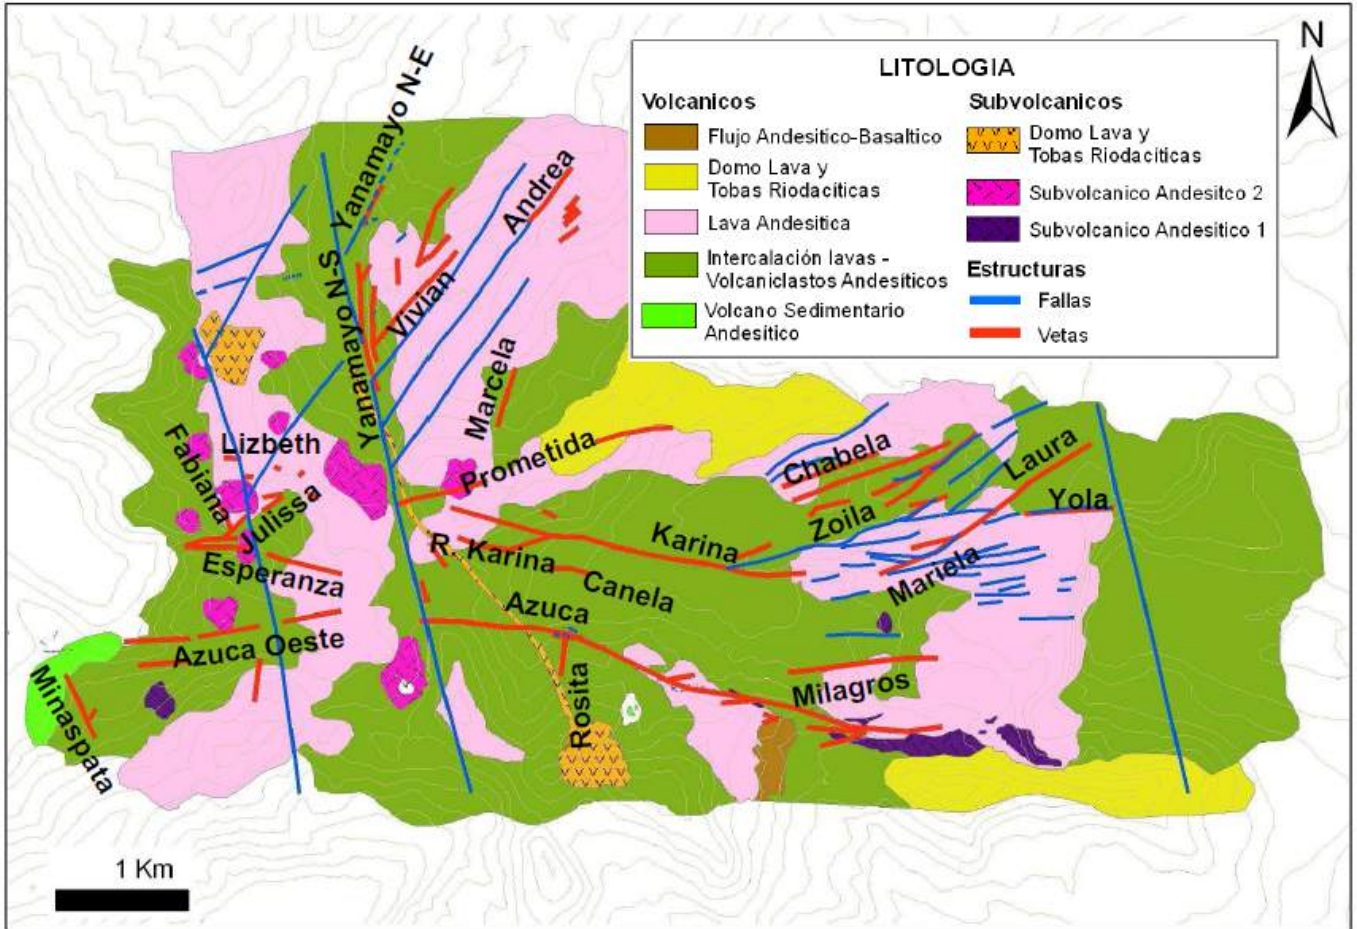 N
LITOLOGIA
Volcanicos
Flujo Andesitico-Basaltico
Domo Lava y
Tobas Riodacíticas
Lava Andesitica
Intercalación lavas -
Volcaniclastos Andesíticos
Volcano Sedimentario
Andesítico
Subvolcanicos
Domo Lava y
Tobas Riodacíticas
Subvolcanico Andesitco 2
Subvolcanico Andesitico 1
Estructuras
Fallas
Vetas
Yanamayo N-E
Yanamayo N-S
Andrea
Vivian
Marcela
Prometida
Lizbeth
Fabiana
Julissa
Esperanza
Azuca Oeste
Minaspata
R. Karina
Karina
Canela
Azuca
Rosita
Chabela
Zoila
Laura
Yola
Mariela
Milagros
1 Km